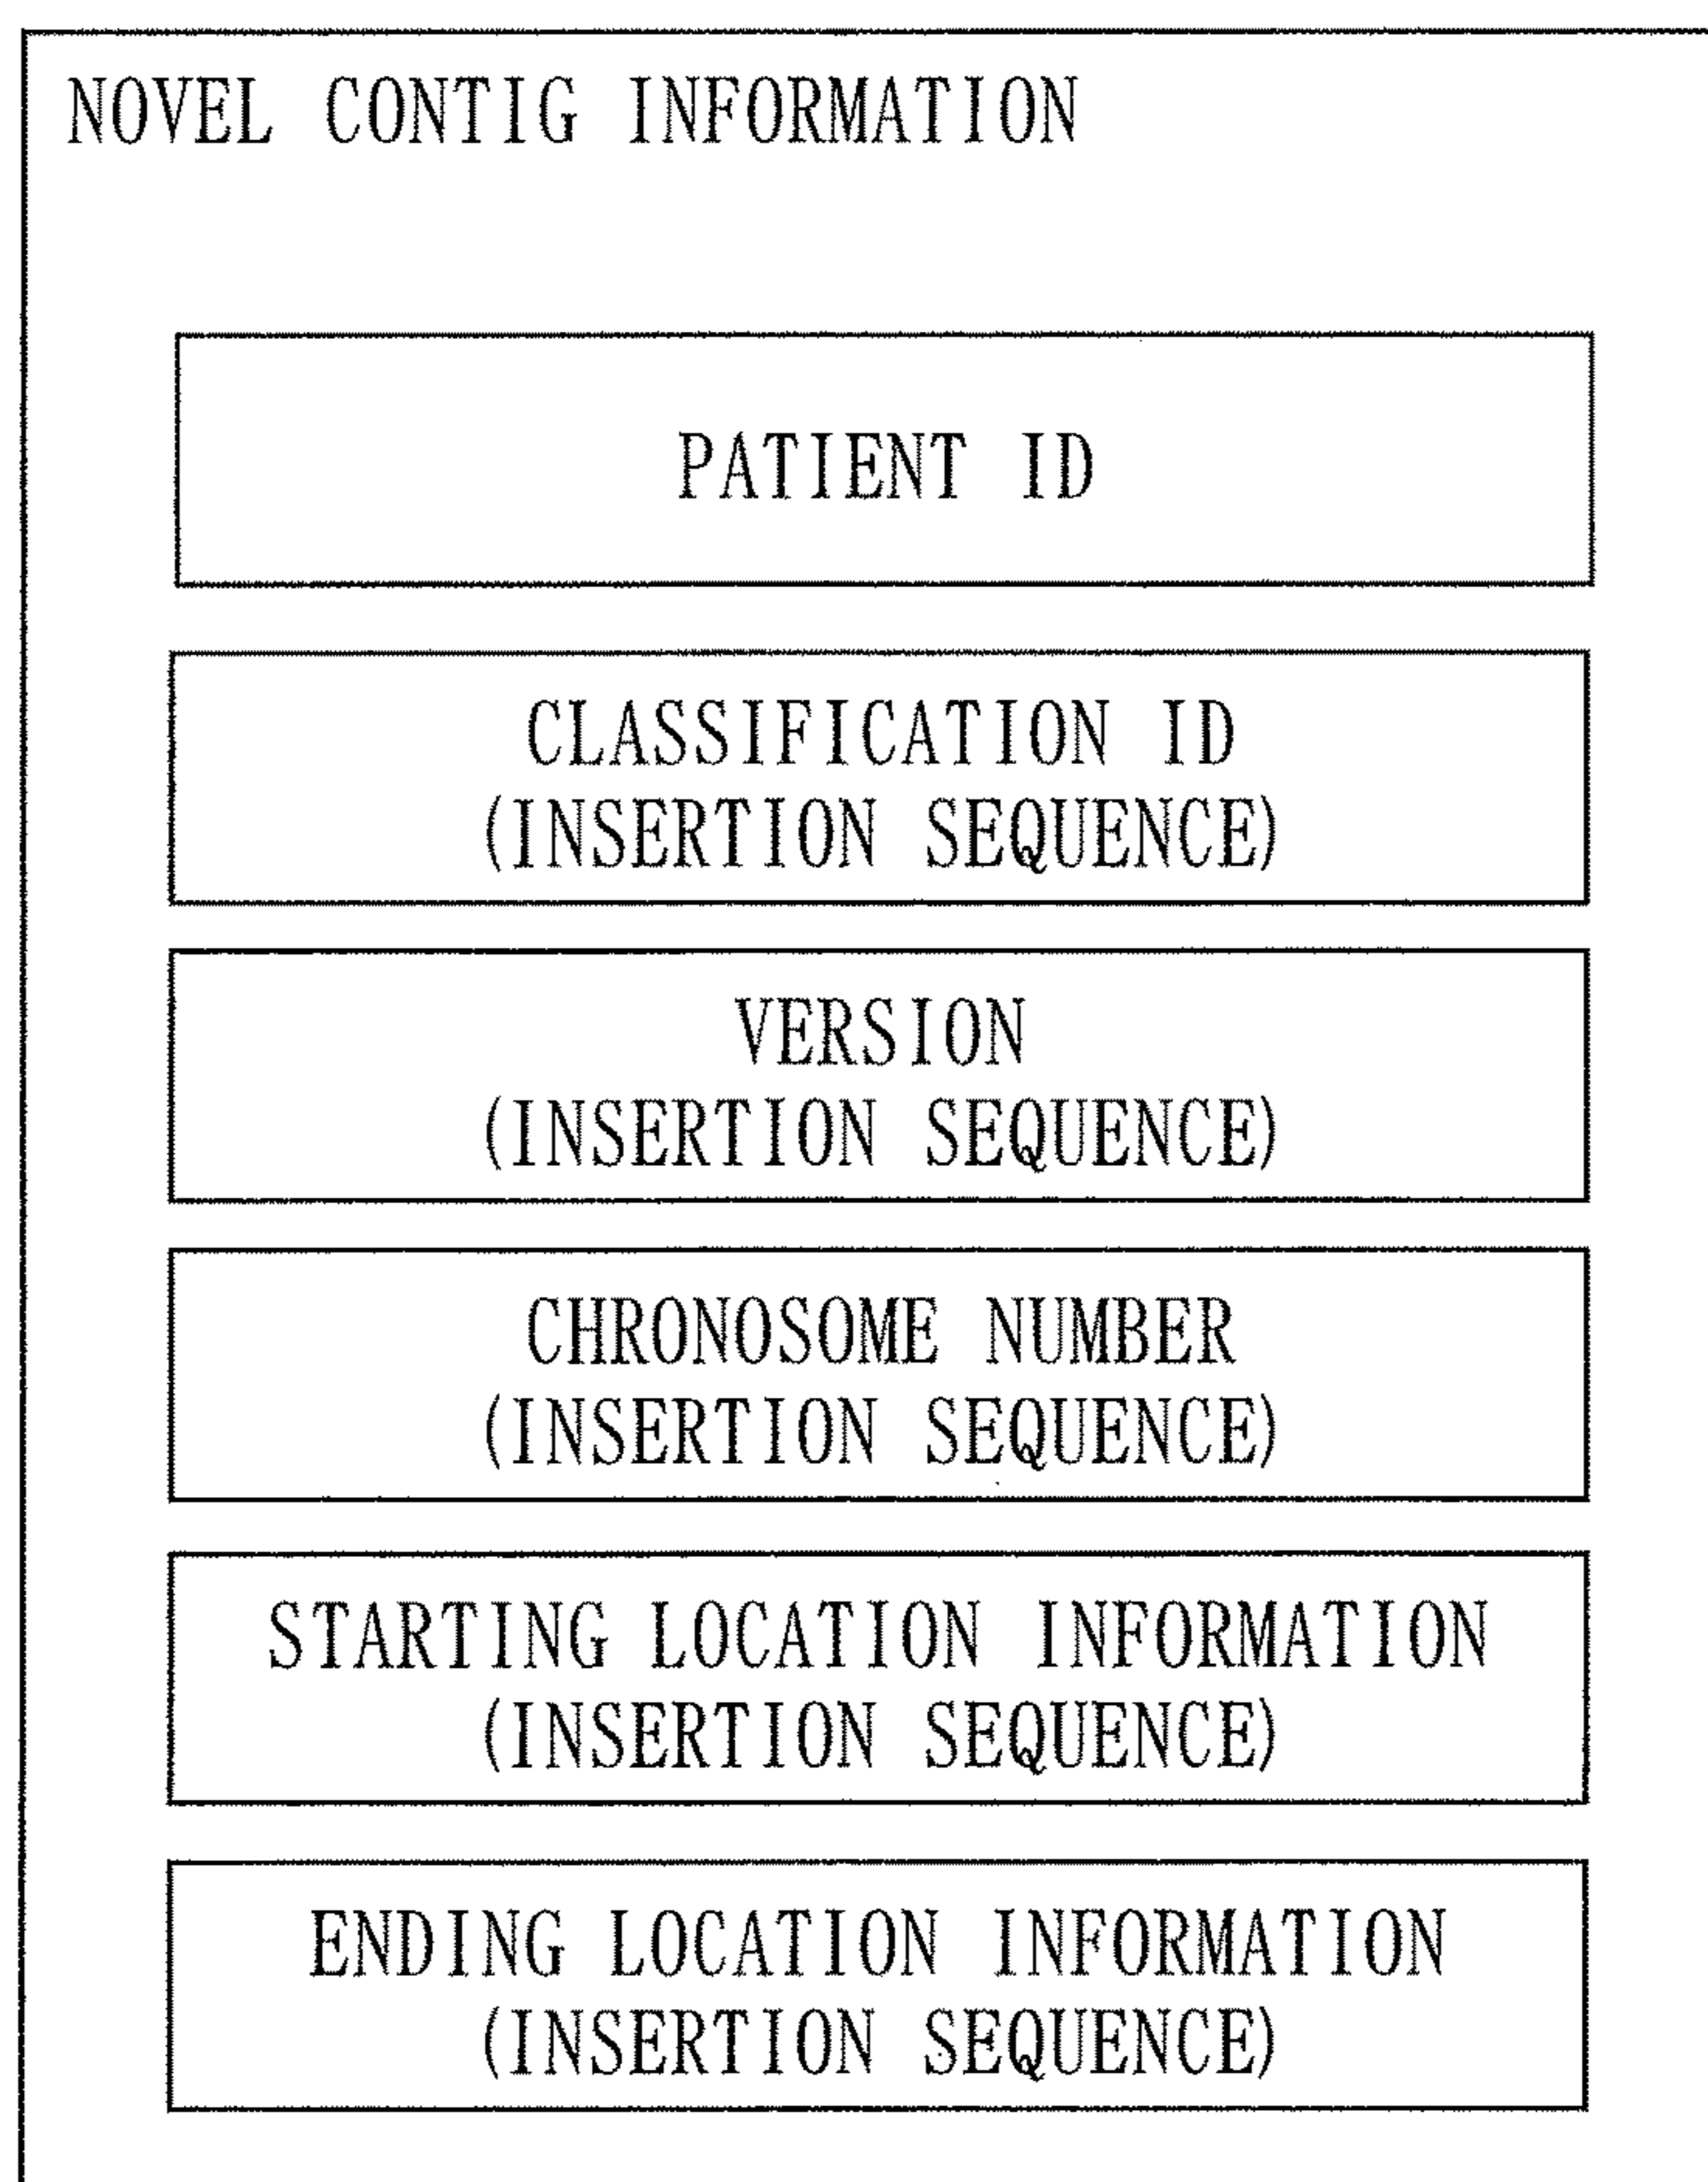 NOVEL CONTIG INFORMATION
PATIENT ID
CLASSIFICATION ID
(INSERTION SEQUENCE)
VERSION
(INSERTION SEQUENCE)
CHRONOSOME NUMBER
(INSERTION SEQUENCE)
STARTING LOCATION INFORMATION
(INSERTION SEQUENCE)
ENDING LOCATION INFORMATION
(INSERTION SEQUENCE)